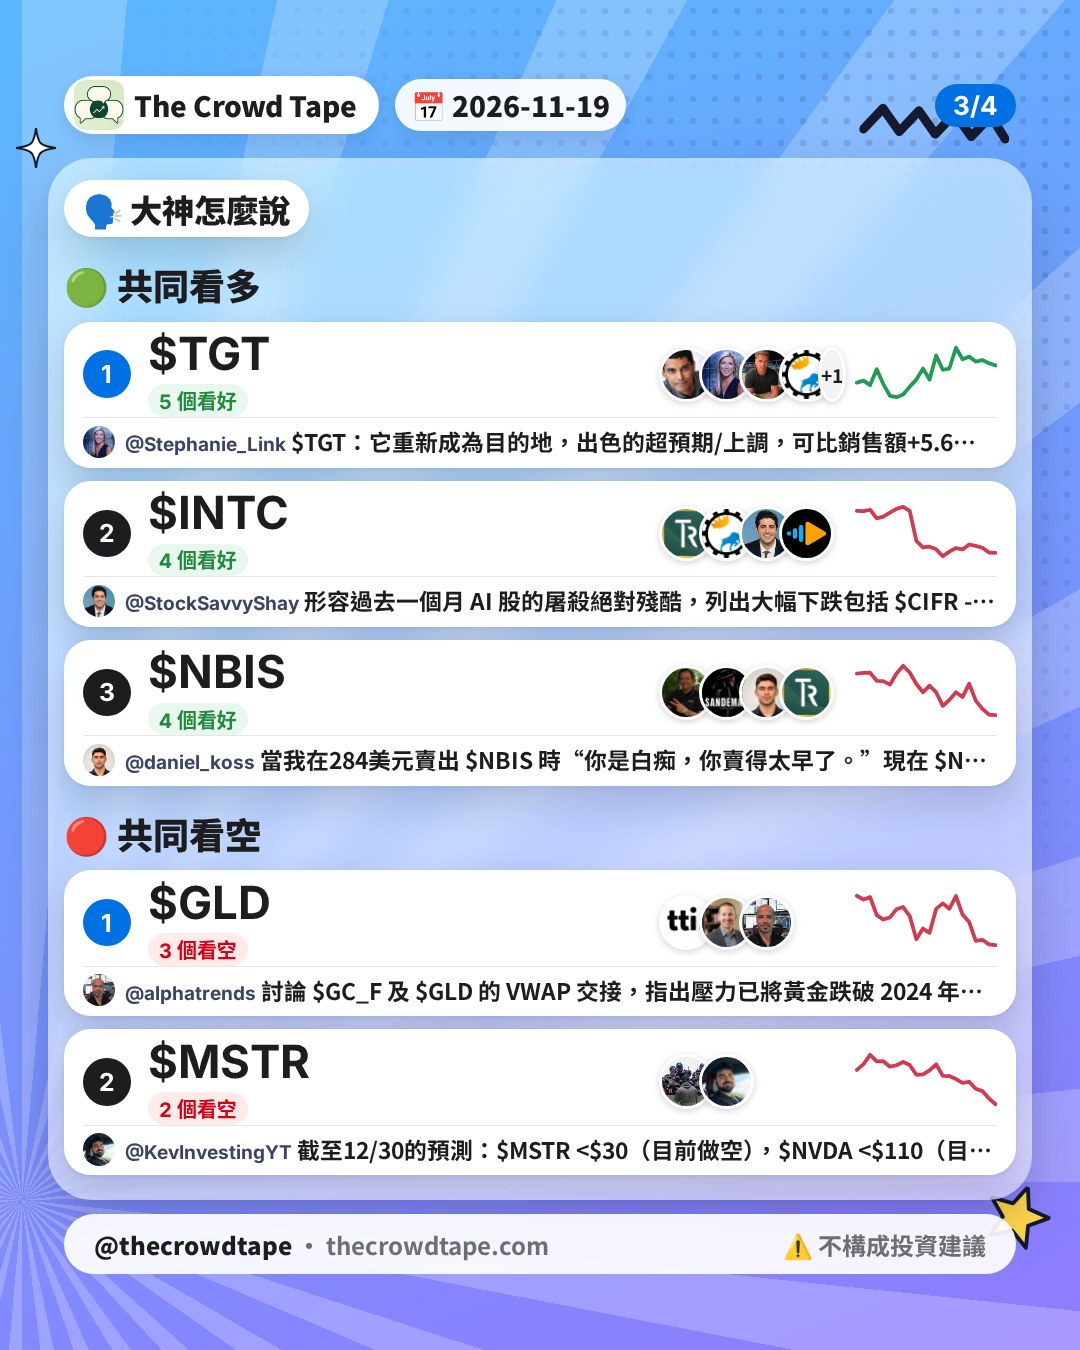 The Crowd Tape
July
17
2026-11-19
3/4
🗣 大神怎麼說
🟢 共同看多
1
$TGT
5 個看好
+1
@Stephanie_Link $TGT：它重新成為目的地，出色的超預期/上調，可比銷售額+5.6…
2
$INTC
4 個看好
TR
@StockSavvyShay 形容過去一個月 AI 股的屠殺絕對殘酷，列出大幅下跌包括 $CIFR -…
3
$NBIS
4 個看好
SANDEMA
TR
@daniel_koss 當我在284美元賣出 $NBIS 時“你是白痴，你賣得太早了。”現在 $N…
🔴 共同看空
1
$GLD
3 個看空
tti
@alphatrends 討論 $GC_F 及 $GLD 的 VWAP 交接，指出壓力已將黃金跌破 2024 年…
2
$MSTR
2 個看空
@KevInvestingYT 截至12/30的預測：$MSTR <$30（目前做空），$NVDA <$110（目…
@thecrowdtape • thecrowdtape.com
⚠️ 不構成投資建議